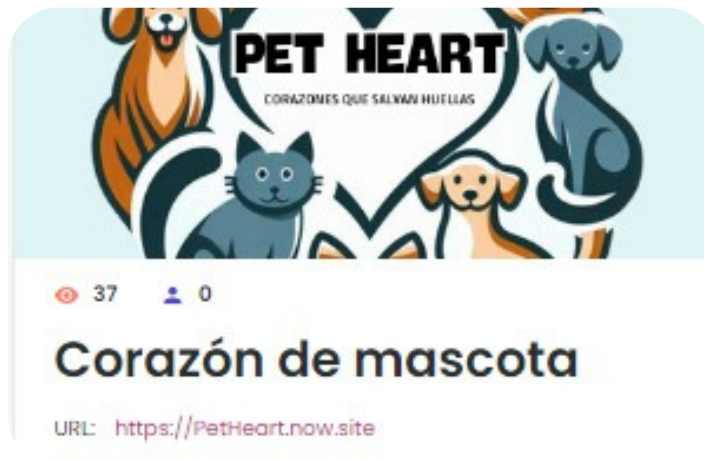 PET HEART
CORAZONES QUE SALVAN HUELLAS
37 0
Corazón de mascota
URL: https://PetHeart.now.site